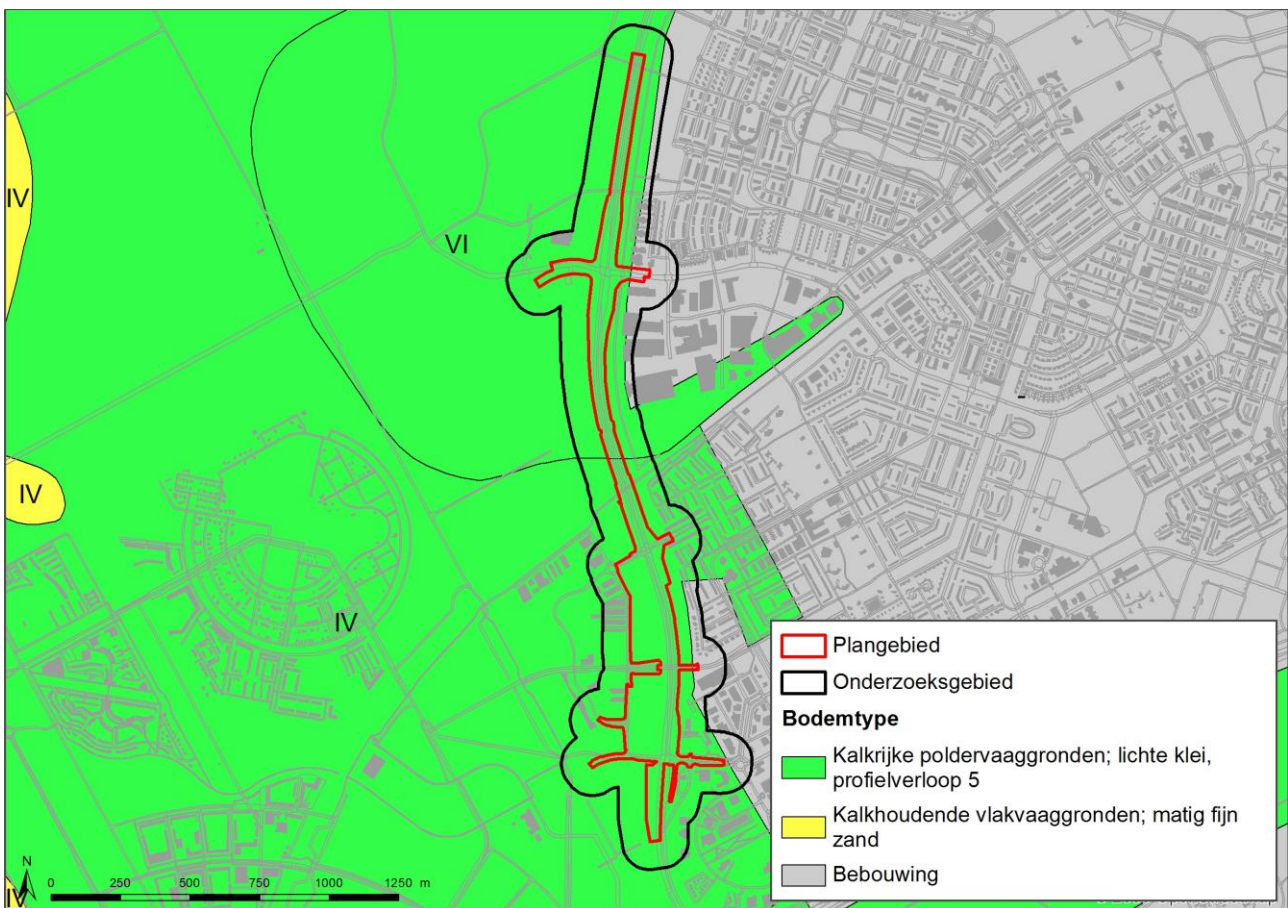 IV
VI
IV
IV
IV
N
0 250 500 750 1000 1250 m
Plangebied
Onderzoeksgebied
Bodemtype
Kalkrijke poldervaaggronden; lichte klei,
profielverloop 5
Kalkhoudende vlakvaaggronden; matig fijn
zand
Bebouwing